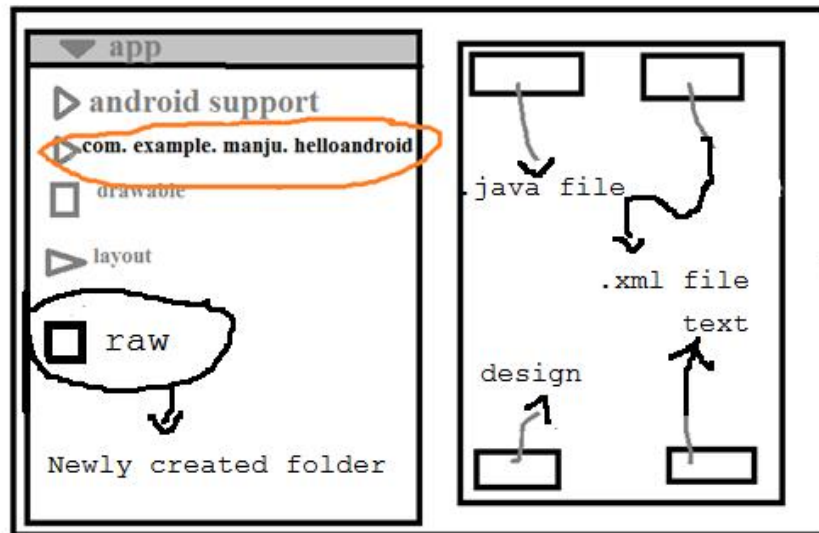 app
android support
com. example. manju. helloandroid
drawable
layout
raw
Newly created folder
.java file
.xml file
text
design